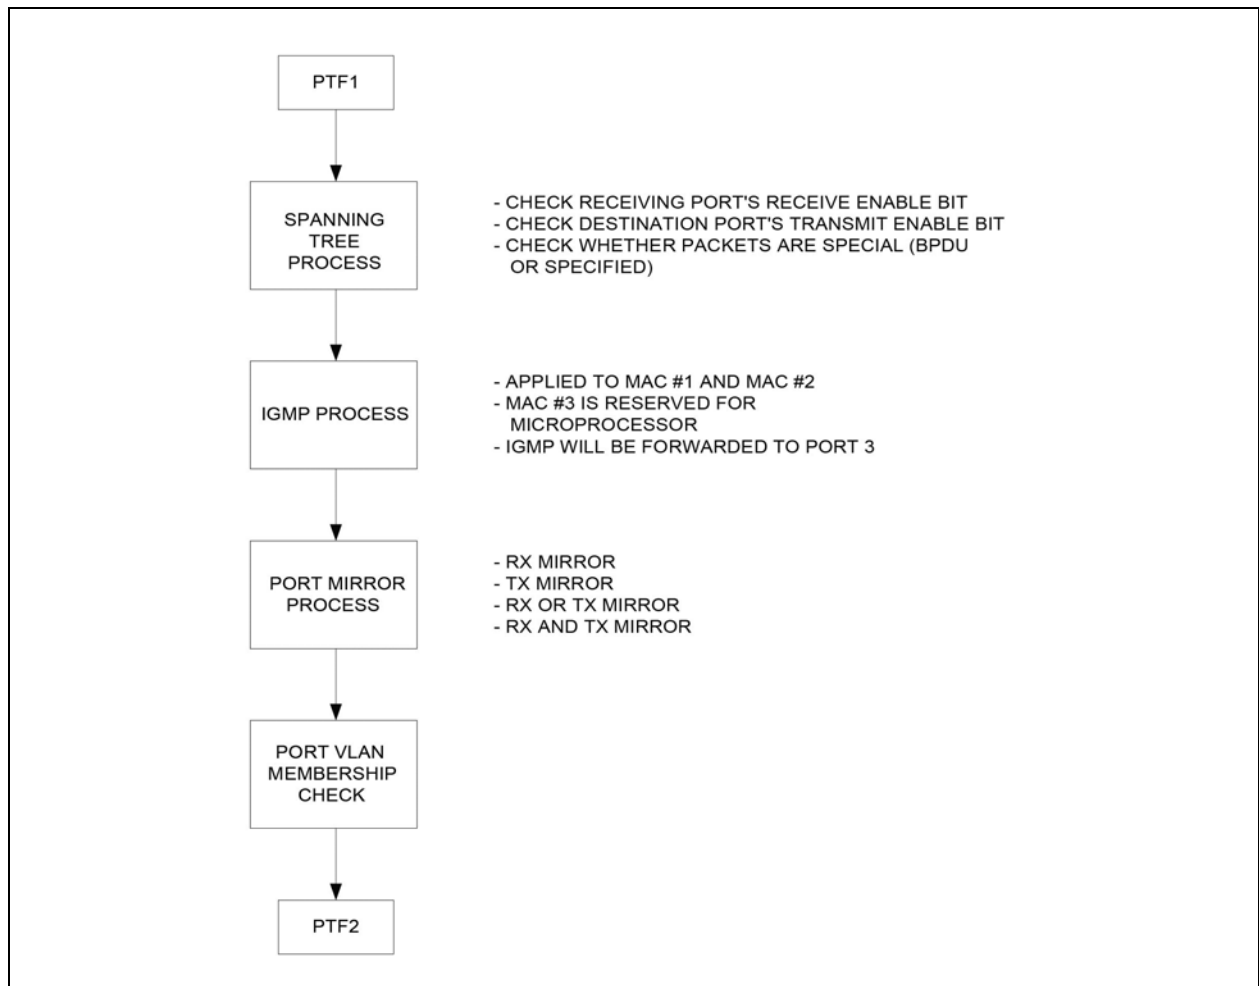 PTF1
SPANNING
TREE
PROCESS
- CHECK RECEIVING PORT'S RECEIVE ENABLE BIT
- CHECK DESTINATION PORT'S TRANSMIT ENABLE BIT
- CHECK WHETHER PACKETS ARE SPECIAL (BPDU
OR SPECIFIED)
IGMP PROCESS
- APPLIED TO MAC #1 AND MAC #2
- MAC #3 IS RESERVED FOR
MICROPROCESSOR
- IGMP WILL BE FORWARDED TO PORT 3
PORT MIRROR
PROCESS
- RX MIRROR
- TX MIRROR
- RX OR TX MIRROR
- RX AND TX MIRROR
PORT VLAN
MEMBERSHIP
CHECK
PTF2